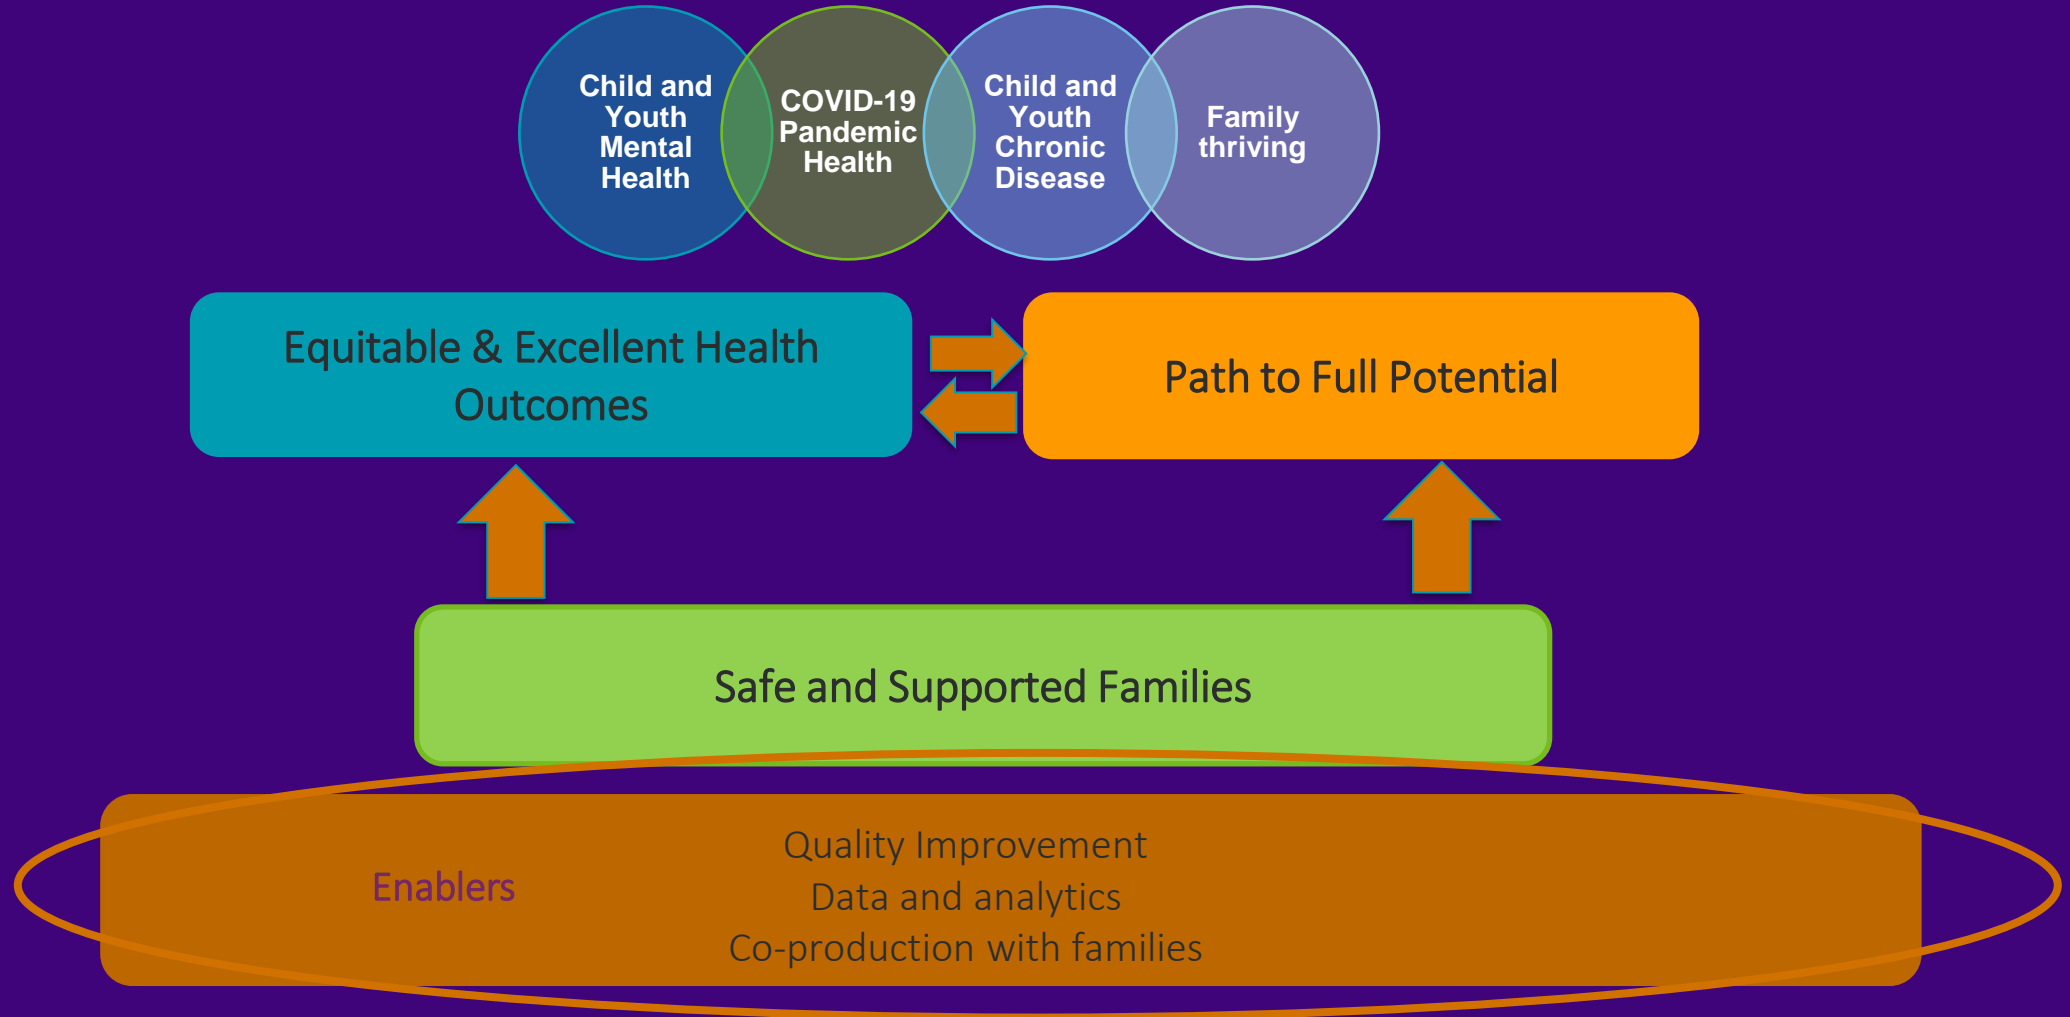 Child and
Youth
Mental
Health
COVID-19
Pandemic
Health
Child and
Youth
Chronic
Disease
Family
thriving
Equitable & Excellent Health
Outcomes
Path to Full Potential
Safe and Supported Families
Enablers
Quality Improvement
Data and analytics
Co-production with families